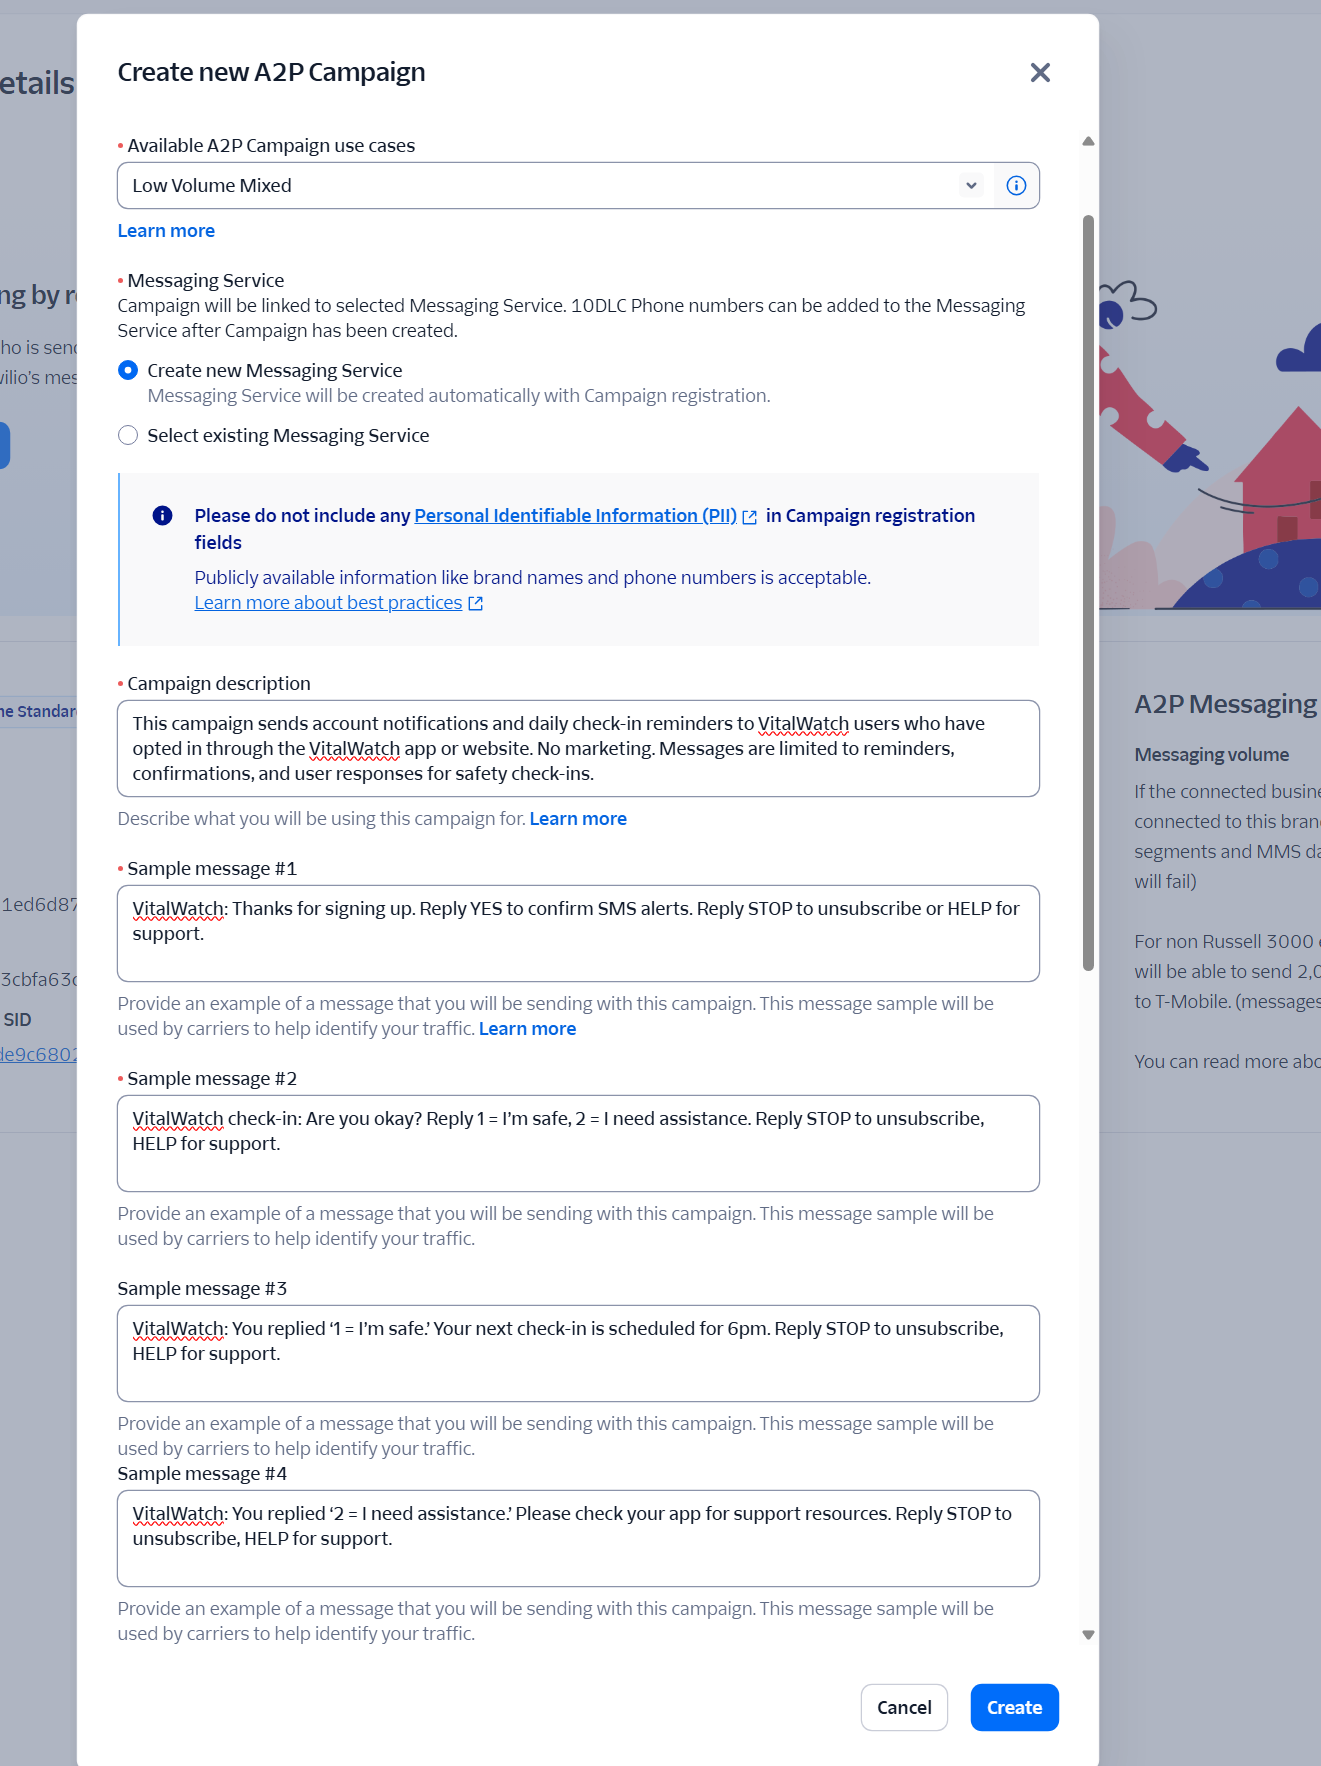 Create new A2P Campaign
• Available A2P Campaign use cases
Low Volume Mixed
Learn more
• Messaging Service
Campaign will be linked to selected Messaging Service. 10DLC Phone numbers can be added to the Messaging
Service after Campaign has been created.
Create new Messaging Service
Messaging Service will be created automatically with Campaign registration.
Select existing Messaging Service
Please do not include any Personal Identifiable Information (PII) in Campaign registration
fields
Publicly available information like brand names and phone numbers is acceptable.
Learn more about best practices
• Campaign description
This campaign sends account notifications and daily check-in reminders to VitalWatch users who have
opted in through the VitalWatch app or website. No marketing. Messages are limited to reminders,
confirmations, and user responses for safety check-ins.
Describe what you will be using this campaign for. Learn more
• Sample message #1
VitalWatch: Thanks for signing up. Reply YES to confirm SMS alerts. Reply STOP to unsubscribe or HELP for
support.
Provide an example of a message that you will be sending with this campaign. This message sample will be
used by carriers to help identify your traffic. Learn more
• Sample message #2
VitalWatch check-in: Are you okay? Reply 1 = I’m safe, 2 = I need assistance. Reply STOP to unsubscribe,
HELP for support.
Provide an example of a message that you will be sending with this campaign. This message sample will be
used by carriers to help identify your traffic.
Sample message #3
VitalWatch: You replied ‘1 = I’m safe.’ Your next check-in is scheduled for 6pm. Reply STOP to unsubscribe,
HELP for support.
Provide an example of a message that you will be sending with this campaign. This message sample will be
used by carriers to help identify your traffic.
Sample message #4
VitalWatch: You replied ‘2 = I need assistance.’ Please check your app for support resources. Reply STOP to
unsubscribe, HELP for support.
Provide an example of a message that you will be sending with this campaign. This message sample will be
used by carriers to help identify your traffic.
Cancel
Create
etails
ng by
ho is
SID
A2P Messaging
Messaging volume
If the connected
connected to this
segments and MMS
will fail)
For non Russell 3000
will be able to send
to T-Mobile. (messages
You can read more